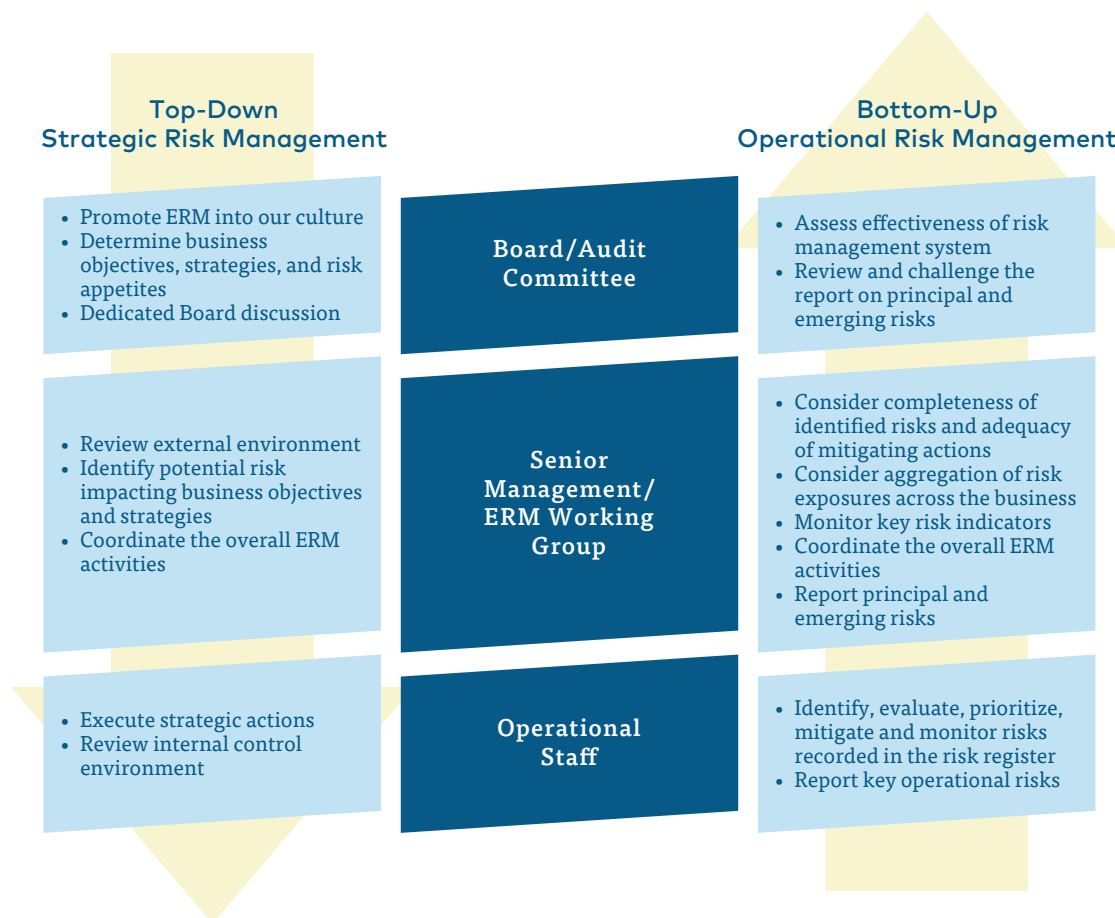 Top-Down
Strategic Risk Management
Bottom-Up
Operational Risk Management
• Promote ERM into our culture
• Determine business
objectives, strategies, and risk
appetites
• Dedicated Board discussion
Board/Audit
Committee
• Assess effectiveness of risk
management system
• Review and challenge the
report on principal and
emerging risks
• Review external environment
• Identify potential risk
impacting business objectives
and strategies
• Coordinate the overall ERM
activities
Senior
Management/
ERM Working
Group
• Consider completeness of
identified risks and adequacy
of mitigating actions
• Consider aggregation of risk
exposures across the business
• Monitor key risk indicators
• Coordinate the overall ERM
activities
• Report principal and
emerging risks
• Execute strategic actions
• Review internal control
environment
Operational
Staff
• Identify, evaluate, prioritize,
mitigate and monitor risks
recorded in the risk register
• Report key operational risks